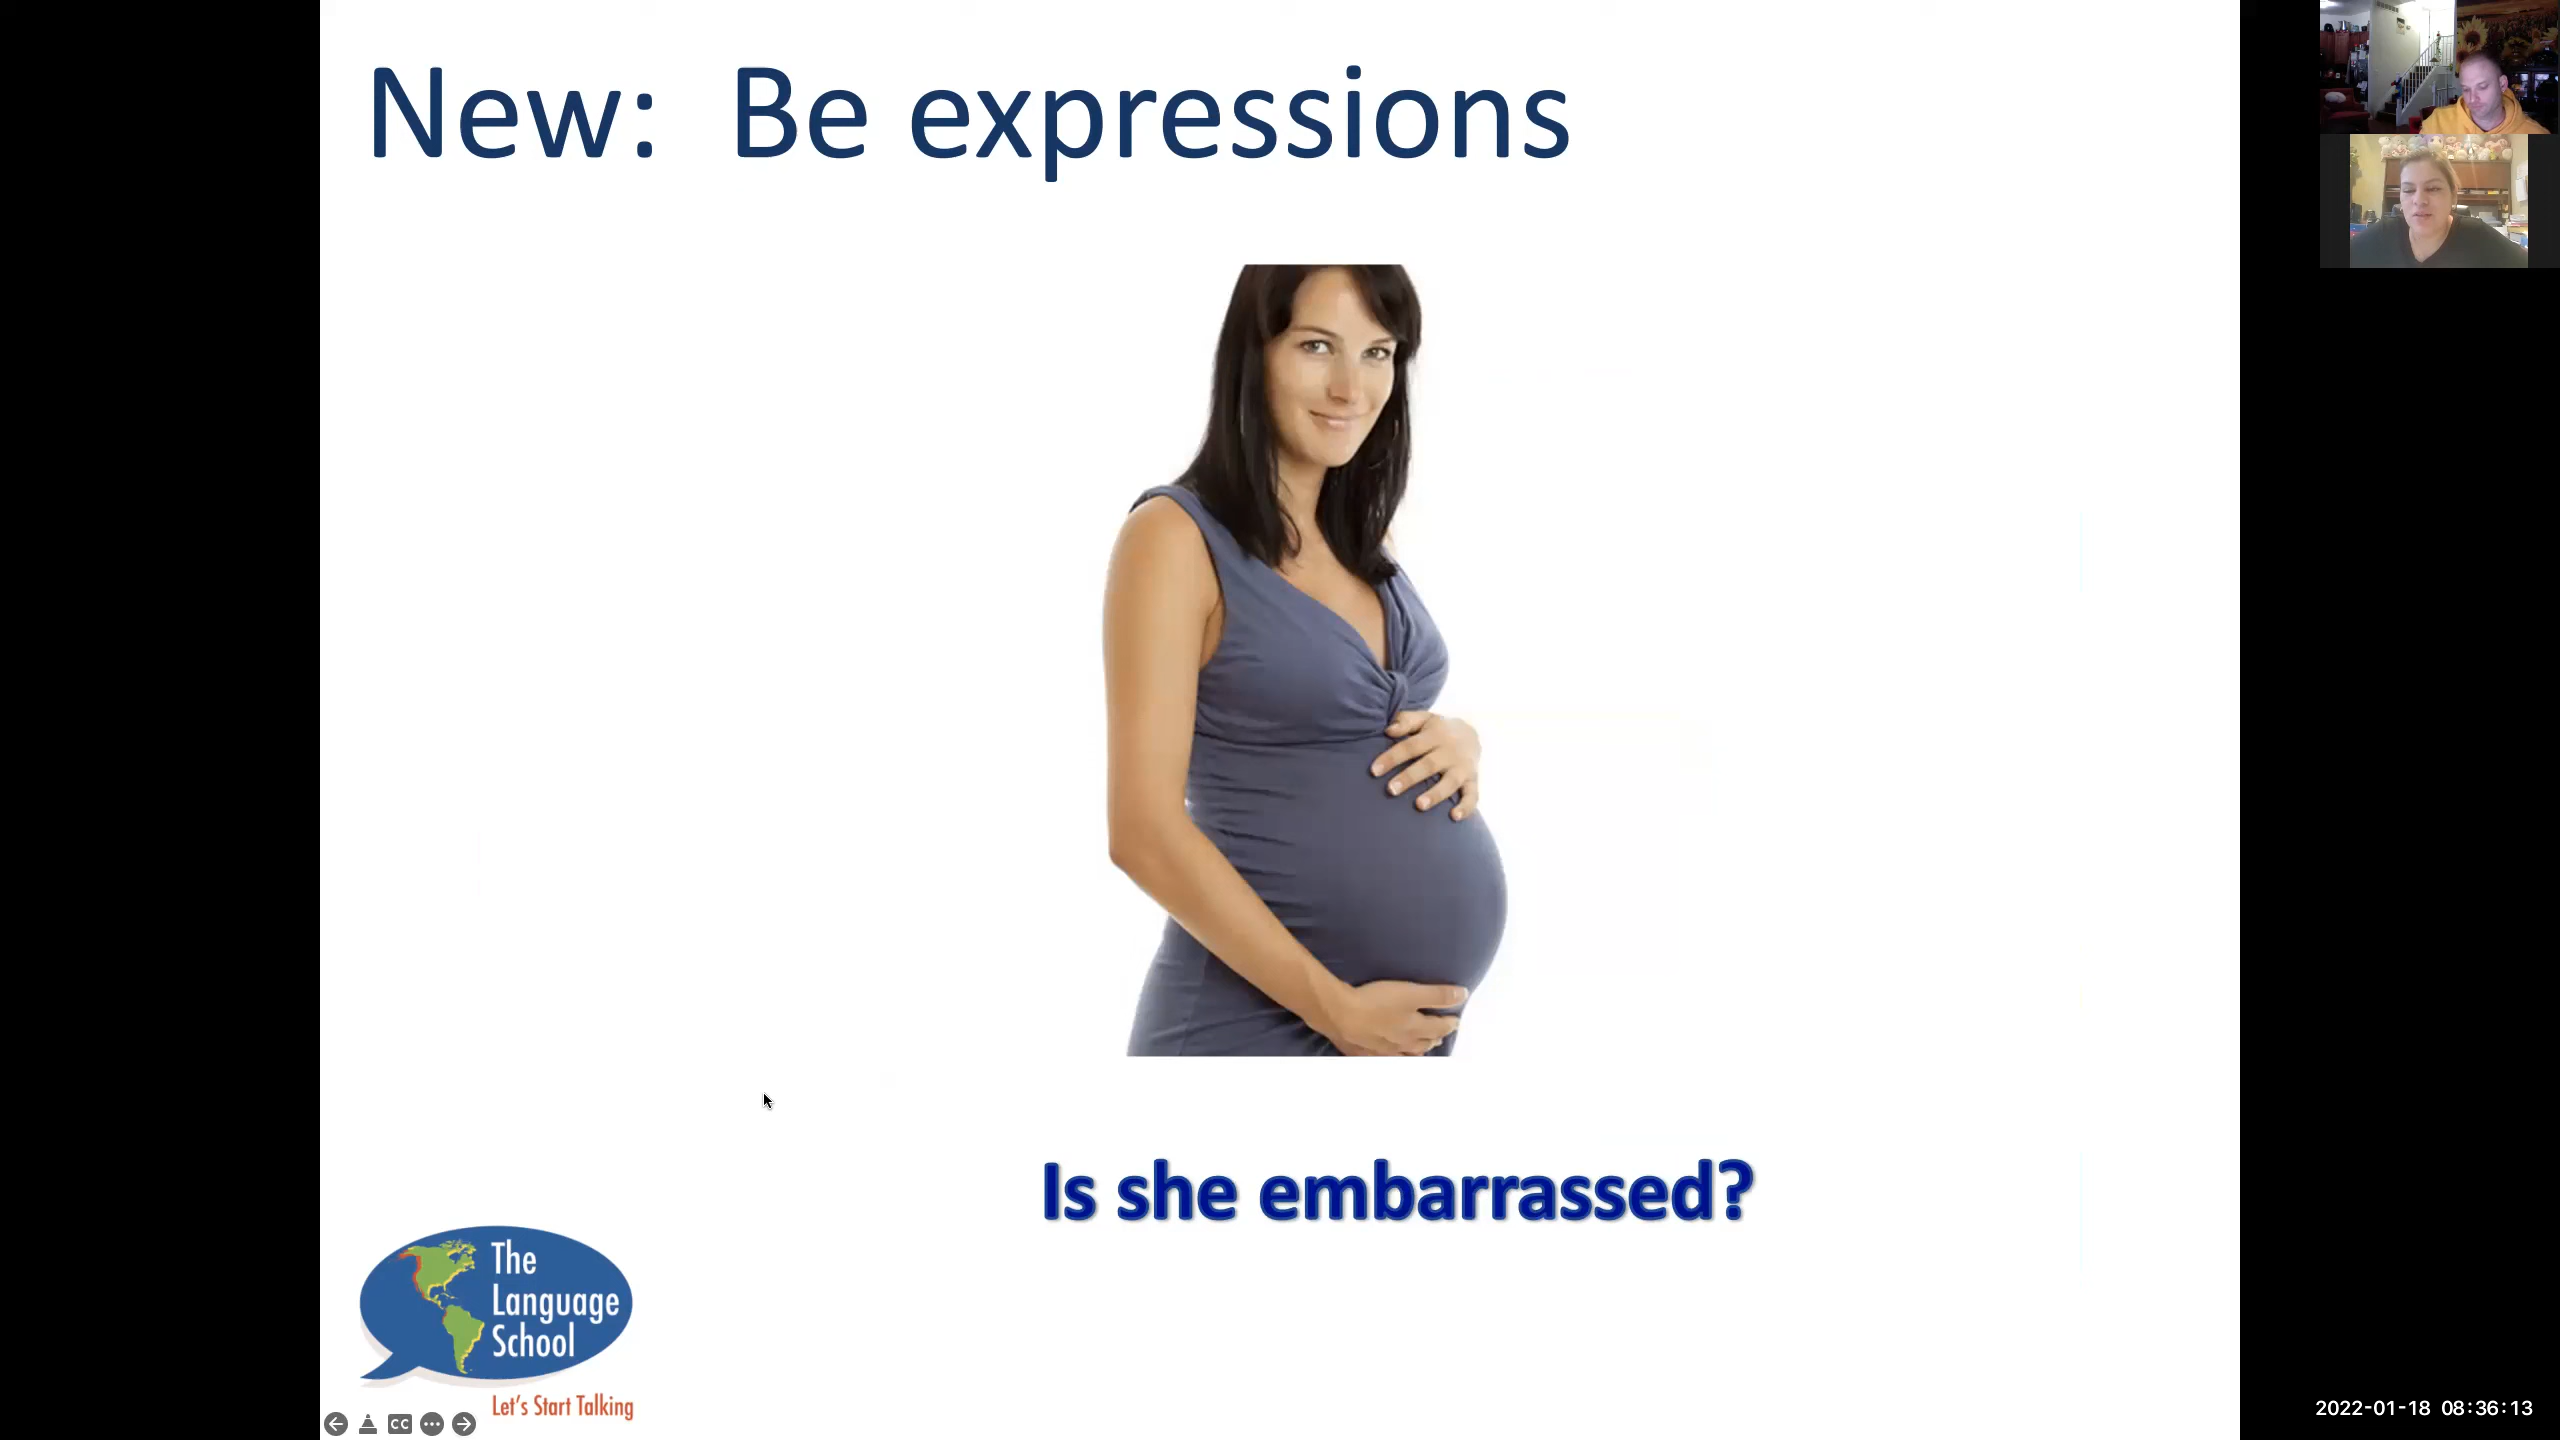 New:  Be expressions
Is she embarrassed?
The
Language
School
Let's Start Talking
CC
2022-01-18 08:36:13